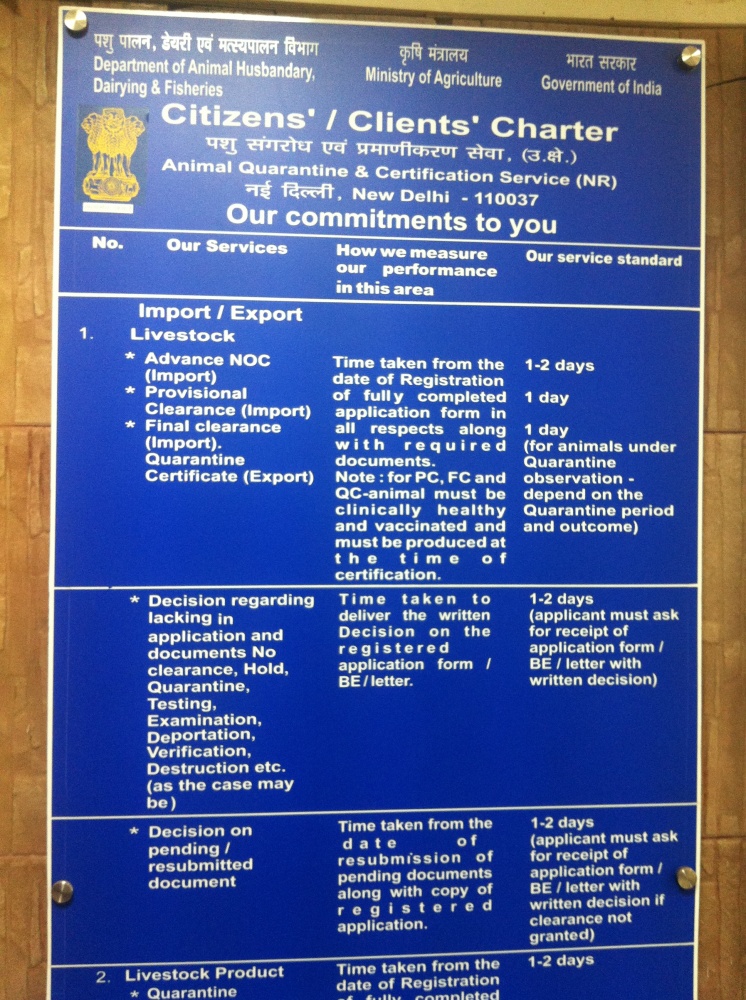 पशु पालन, डेयरी एवं मत्स्यपालन विभाग
Department of Animal Husbandary,
Dairying & Fisheries
कृषि मंत्रालय
Ministry of Agriculture
भारत सरकार
Government of India
Citizens' / Clients' Charter
पशु संगरोध एवं प्रमाणीकरण सेवा, (उ.क्षे.)
Animal Quarantine & Certification Service (NR)
नई दिल्ली, New Delhi - 110037
Our commitments to you
No.
Our Services
How we measure
our performance
in this area
Our service standard
Import / Export
1. Livestock
* Advance NOC
(Import)
* Provisional
Clearance (Import)
* Final clearance
(Import).
Quarantine
Certificate (Export)
Time taken from the
date of Registration
of fully completed
application form in
all respects along
with required
documents.
Note : for PC, FC and
QC-animal must be
clinically healthy
and vaccinated and
must be produced at
the time of
certification.
1-2 days
1 day
1 day
(for animals under
Quarantine
observation -
depend on the
Quarantine period
and outcome)
* Decision regarding
lacking in
application and
documents No
clearance, Hold,
Quarantine,
Testing,
Examination,
Deportation,
Verification,
Destruction etc.
(as the case may
be)
Time taken to
deliver the written
Decision on the
registered
application form /
BE / letter.
1-2 days
(applicant must ask
for receipt of
application form /
BE / letter with
written decision)
* Decision on
pending /
resubmitted
document
Time taken from the
date of
resubmission of
pending documents
along with copy of
registered
application.
1-2 days
(applicant must ask
for receipt of
application form /
BE / letter with
written decision if
clearance not
granted)
2. Livestock Product
* Quarantine
Time taken from the
date of Registration
of fully completed
1-2 days